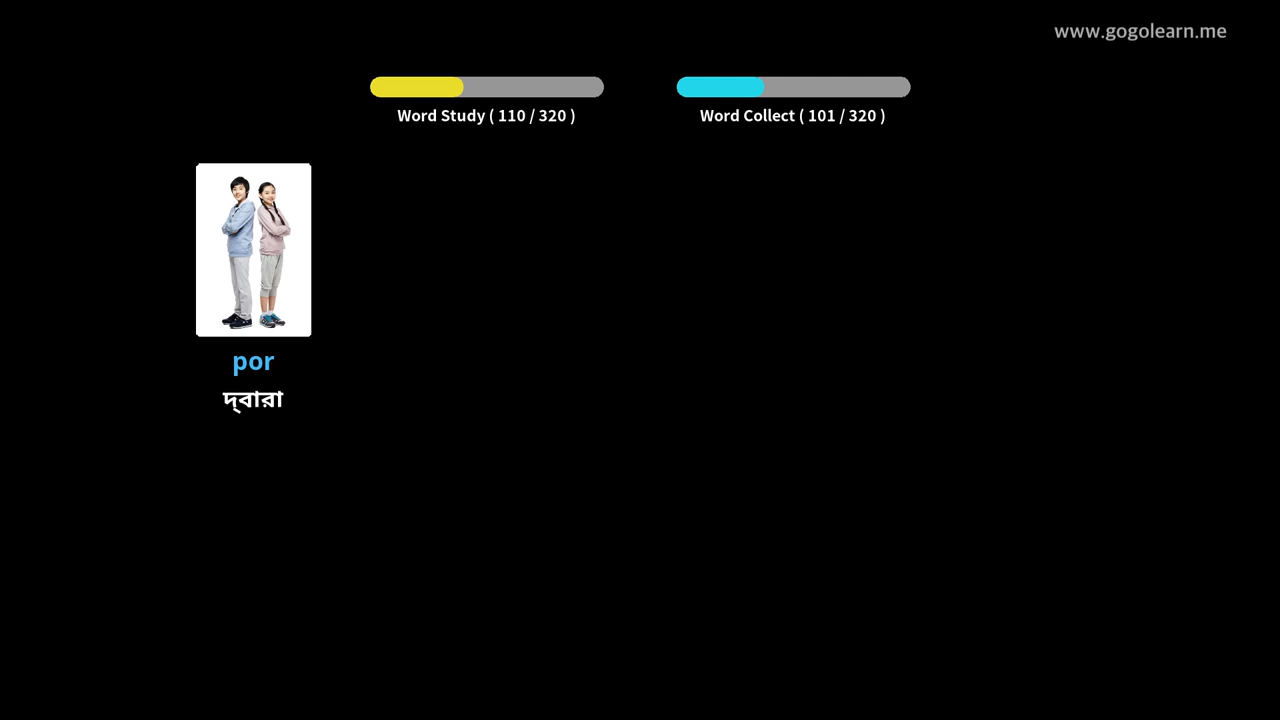 www.gogolearn.me
Word Study ( 110 / 320 )
Word Collect ( 101 / 320 )
por
দ্বারা